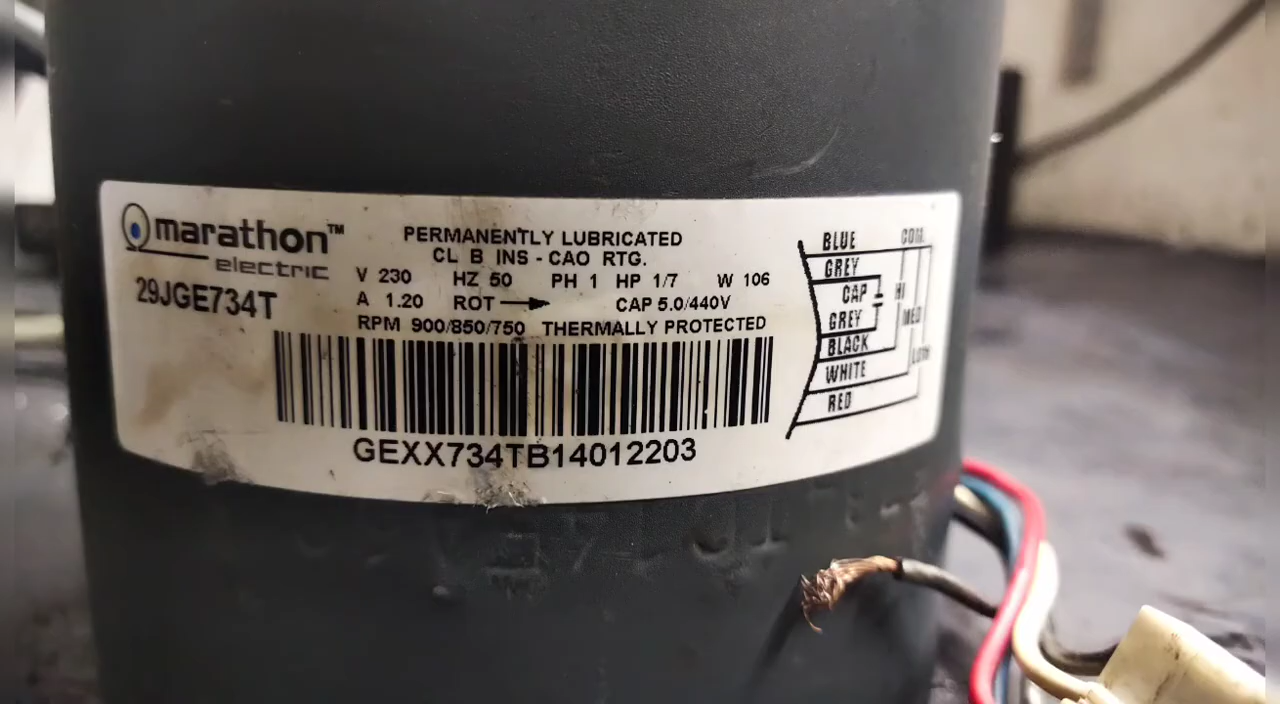 marathon™
electric
29JGE734T
PERMANENTLY LUBRICATED
CL B INS - CAO RTG.
V 230 HZ 50 PH 1 HP 1/7 W 106
A 1.20 ROT → CAP 5.0/440V
RPM 900/850/750 THERMALLY PROTECTED
GEXX734TB14012203
BLUE COM
GREY
CAP HI
GREY MED
BLACK
WHITE LOW
RED